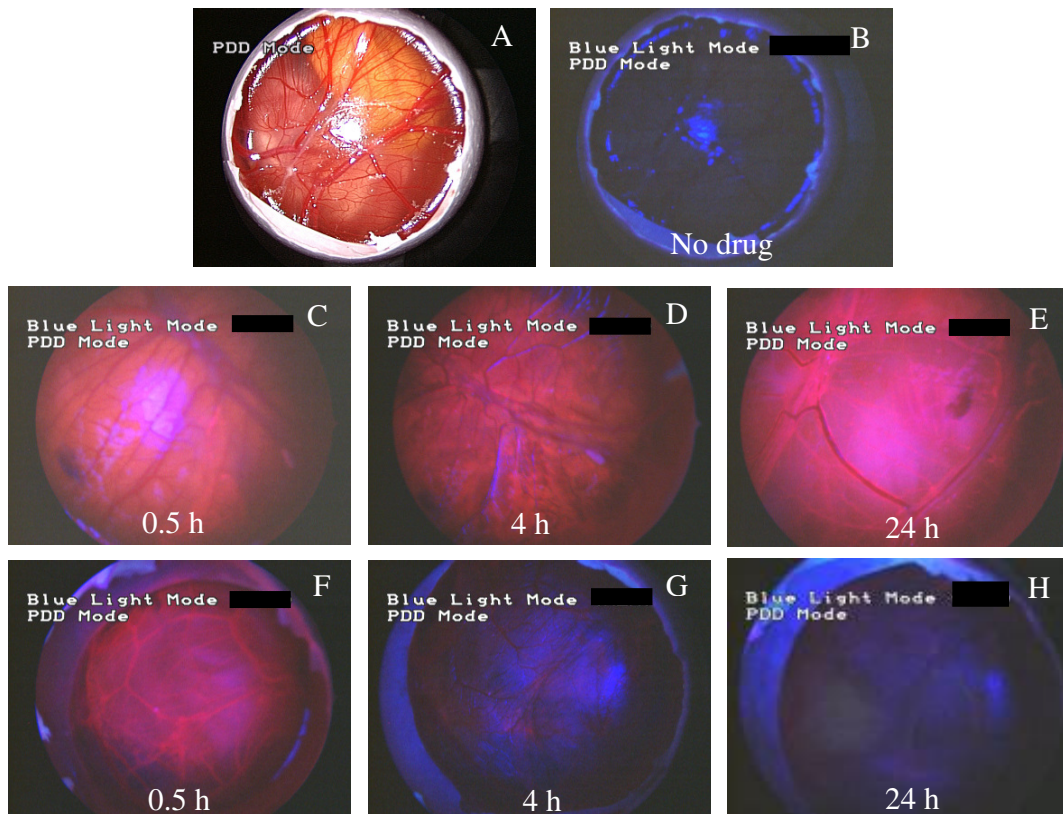 PDD Mode
A
Blue Light Mode
B
PDD Mode
No drug
Blue Light Mode
C
PDD Mode
0.5 h
Blue Light Mode
D
PDD Mode
4 h
Blue Light Mode
E
PDD Mode
24 h
Blue Light Mode
F
PDD Mode
0.5 h
Blue Light Mode
G
PDD Mode
4 h
Blue Light Mode
H
PDD Mode
24 h